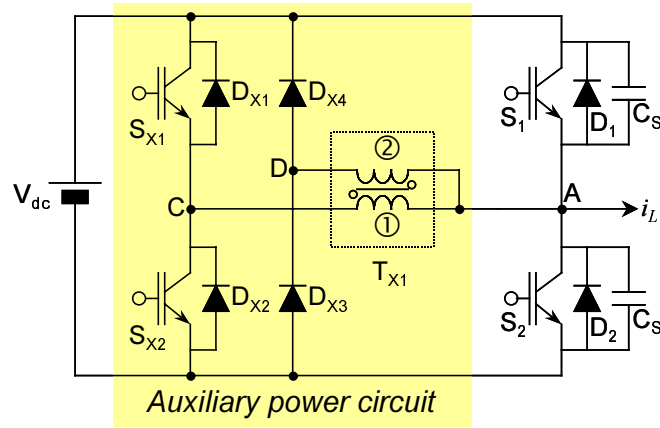 S_X1
D_X1
D_X4
S_1
D_1
C_S
②
D
V_dc
C
①
A
i_L
T_X1
S_X2
D_X2
D_X3
S_2
D_2
C_S
Auxiliary power circuit